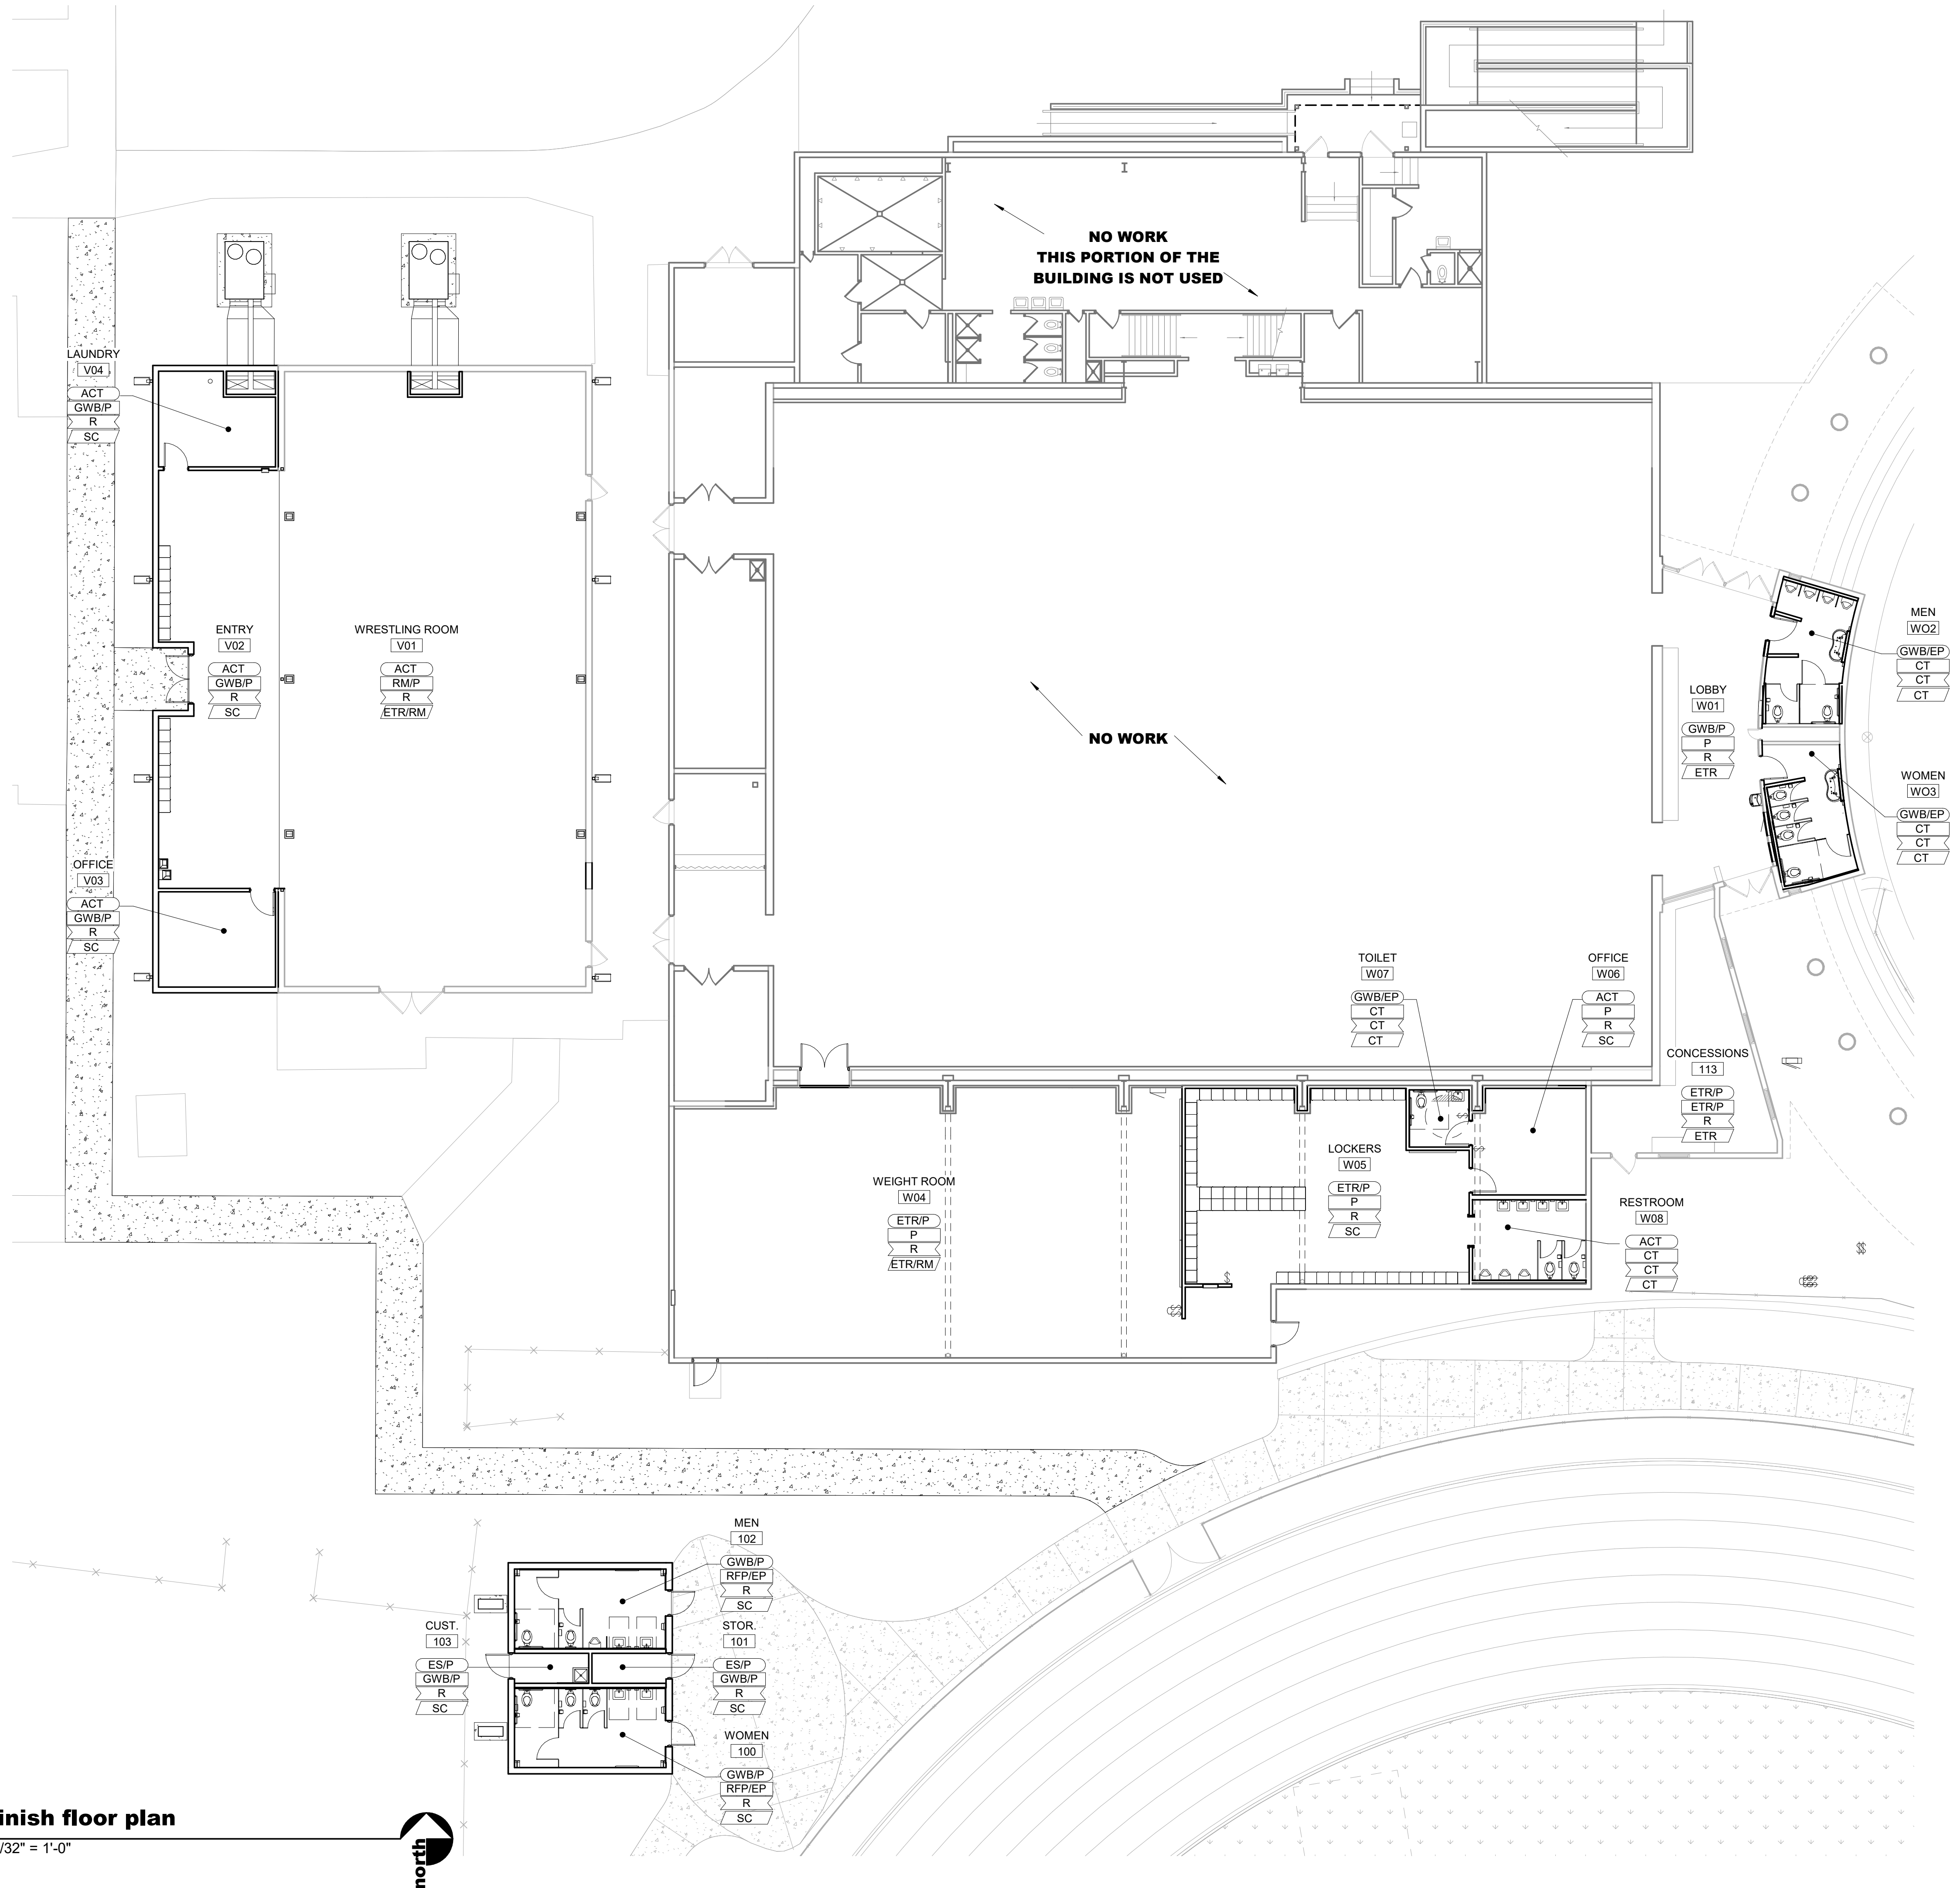 NO WORK
THIS PORTION OF THE
BUILDING IS NOT USED
LAUNDRY
V04
ACT
GWB/P
R
SC
ENTRY
V02
ACT
GWB/P
R
SC
WRESTLING ROOM
V01
ACT
RM/P
R
ETR/RM
OFFICE
V03
ACT
GWB/P
R
SC
NO WORK
MEN
WO2
GWB/EP
CT
CT
CT
LOBBY
W01
GWB/P
P
R
ETR
WOMEN
WO3
GWB/EP
CT
CT
CT
TOILET
W07
GWB/EP
CT
CT
CT
OFFICE
W06
ACT
P
R
SC
CONCESSIONS
113
ETR/P
ETR/P
R
ETR
WEIGHT ROOM
W04
ETR/P
P
R
ETR/RM
LOCKERS
W05
ETR/P
P
R
SC
RESTROOM
W08
ACT
CT
CT
CT
MEN
102
GWB/P
RFP/EP
R
SC
CUST.
103
ES/P
GWB/P
R
SC
STOR.
101
ES/P
GWB/P
R
SC
WOMEN
100
GWB/P
RFP/EP
R
SC
inish floor plan
/32" = 1'-0"
north